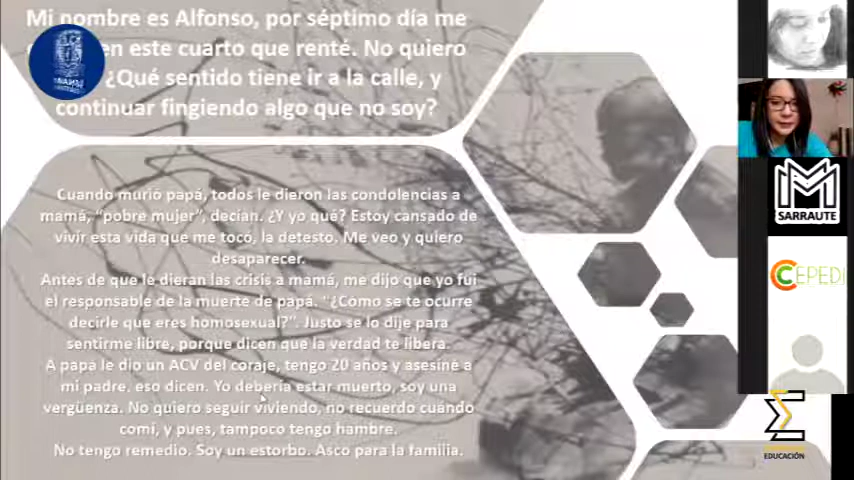 Mi nombre es Alfonso, por séptimo día me
en este cuarto que renté. No quiero
¿Qué sentido tiene ir a la calle, y
continuar fingiendo algo que no soy?
Cuando murió papá, todos le dieron las condolencias a
mamá, "pobre mujer", decían. ¿Y yo qué? Estoy cansado de
vivir esta vida que me tocó, la detesto. Me veo y quiero
desaparecer.
Antes de que le dieran las crisis a mamá, me dijo que yo fui
el responsable de la muerte de papá. "¿Cómo se te ocurre
decirle que eres homosexual?". Justo se lo dije para
sentirme libre, porque dicen que la verdad te libera.
A papá le dio un ACV del coraje, tengo 20 años y asesiné a
mi padre. eso dicen. Yo debería estar muerto, soy una
vergüenza. No quiero seguir viviendo, no recuerdo cuándo
comí, y pues, tampoco tengo hambre.
No tengo remedio. Soy un estorbo. Asco para la familia.
SARRAUTE
CEPEDI
EDUCACIÓN